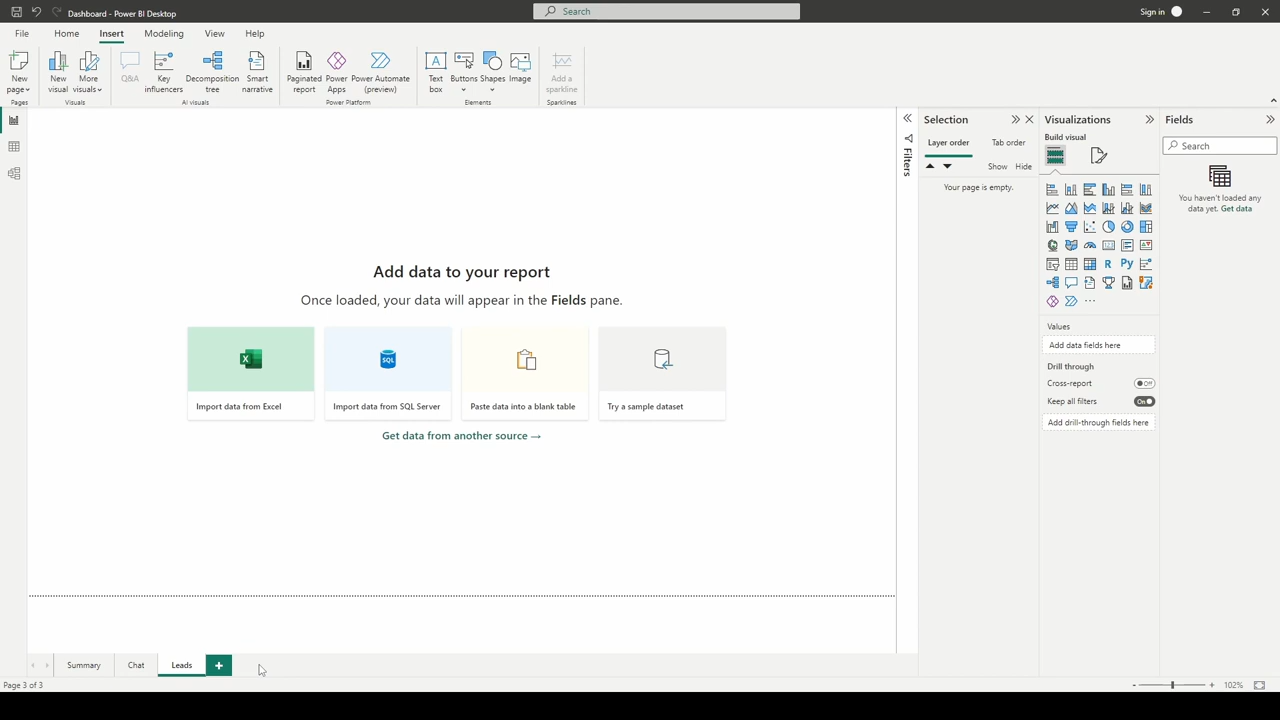 Dashboard - Power BI Desktop
Search
Sign in
File Home Insert Modeling View Help
New page
New visual
More visuals
Q&A
Key influencers
Decomposition tree
Smart narrative
Paginated report
Power Apps
Power Automate (preview)
Text box
Buttons
Shapes
Image
Add a sparkline
Pages
Visuals
AI visuals
Power Platform
Elements
Sparklines
Filters
Selection
Layer order
Tab order
Show
Hide
Your page is empty.
Visualizations
Build visual
R
Py
Values
Add data fields here
Drill through
Cross-report
Off
Keep all filters
On
Add drill-through fields here
Fields
Search
You haven't loaded any
data yet. Get data
Add data to your report
Once loaded, your data will appear in the Fields pane.
X
SQL
Import data from Excel
Import data from SQL Server
Paste data into a blank table
Try a sample dataset
Get data from another source →
Summary
Chat
Leads
+
Page 3 of 3
- + 102%